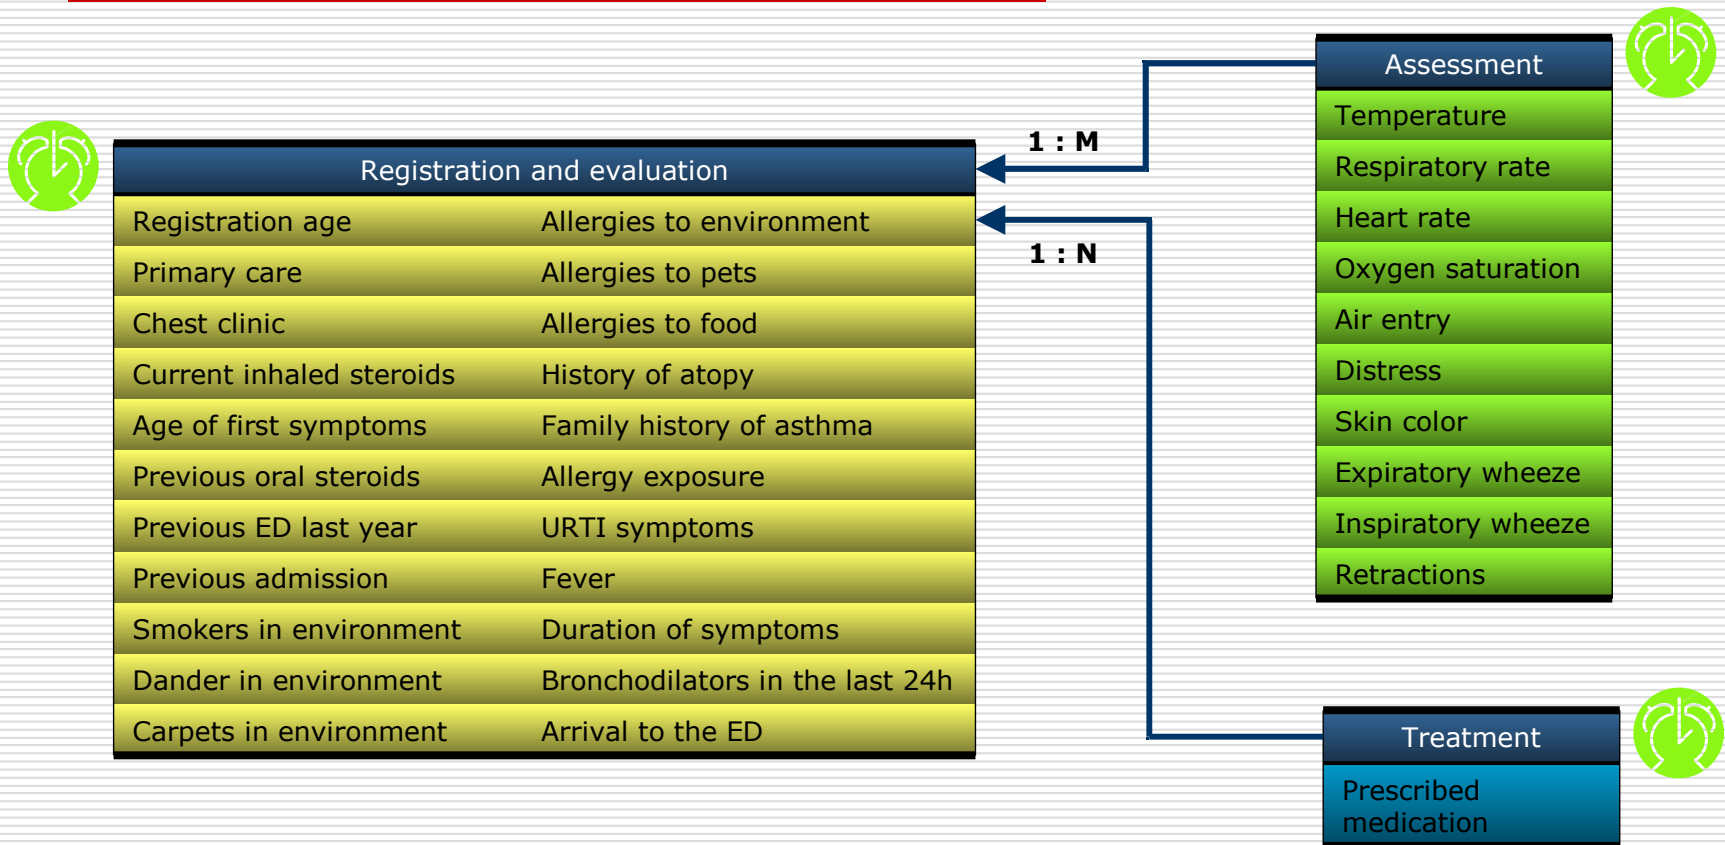 Assessment
Temperature
Respiratory rate
Heart rate
Oxygen saturation
Air entry
Distress
Skin color
Expiratory wheeze
Inspiratory wheeze
Retractions
1 : M
1 : N
Registration and evaluation
Registration age Allergies to environment
Primary care Allergies to pets
Chest clinic Allergies to food
Current inhaled steroids History of atopy
Age of first symptoms Family history of asthma
Previous oral steroids Allergy exposure
Previous ED last year URTI symptoms
Previous admission Fever
Smokers in environment Duration of symptoms
Dander in environment Bronchodilators in the last 24h
Carpets in environment Arrival to the ED
Treatment
Prescribed
medication